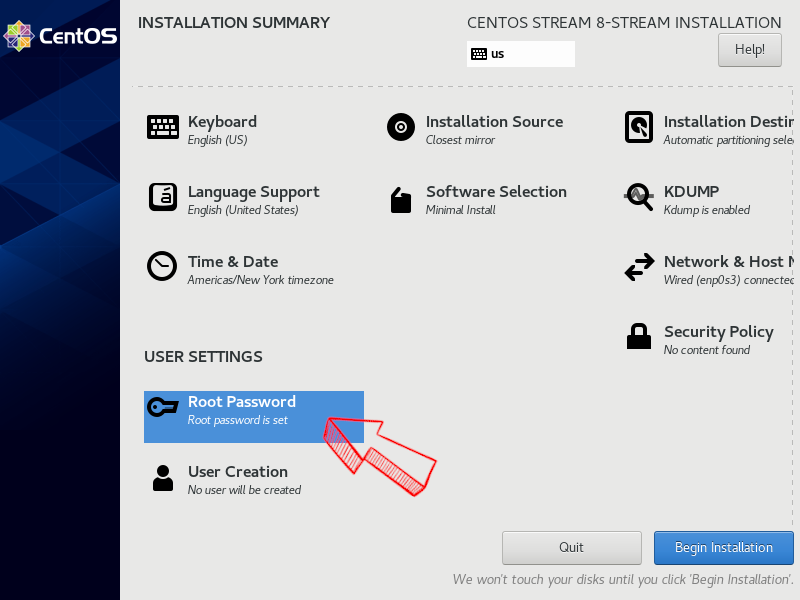 CentOS
INSTALLATION SUMMARY
CENTOS STREAM 8-STREAM INSTALLATION
us
Help!
Keyboard
English (US)
Installation Source
Closest mirror
Installation Destin
Automatic partitioning sele
Language Support
English (United States)
Software Selection
Minimal Install
KDUMP
Kdump is enabled
Time & Date
Americas/New York timezone
Network & Host N
Wired (enp0s3) connected
Security Policy
No content found
USER SETTINGS
Root Password
Root password is set
User Creation
No user will be created
Quit
Begin Installation
We won't touch your disks until you click 'Begin Installation'.